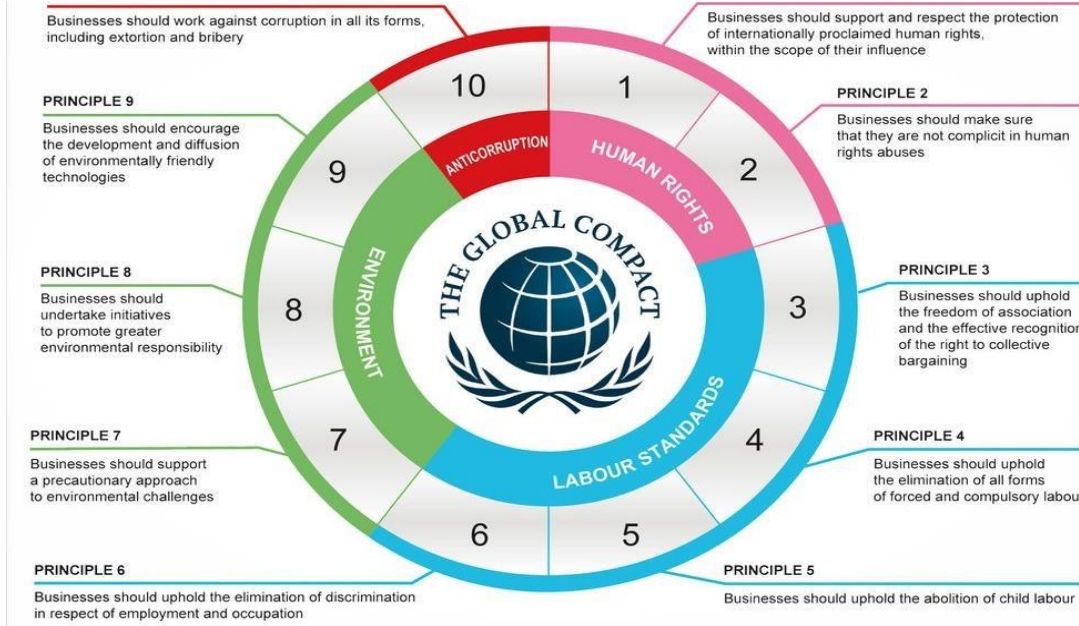 Businesses should work against corruption in all its forms,
including extortion and bribery
Businesses should support and respect the protection
of internationally proclaimed human rights,
within the scope of their influence
PRINCIPLE 9
Businesses should encourage
the development and diffusion
of environmentally friendly
technologies
PRINCIPLE 2
Businesses should make sure
that they are not complicit in human
rights abuses
PRINCIPLE 8
Businesses should
undertake initiatives
to promote greater
environmental responsibility
PRINCIPLE 3
Businesses should uphold
the freedom of association
and the effective recognition
of the right to collective
bargaining
PRINCIPLE 7
Businesses should support
a precautionary approach
to environmental challenges
PRINCIPLE 4
Businesses should uphold
the elimination of all forms
of forced and compulsory labou
PRINCIPLE 6
Businesses should uphold the elimination of discrimination
in respect of employment and occupation
PRINCIPLE 5
Businesses should uphold the abolition of child labour
10
1
2
3
4
5
6
7
8
9
ANTICORRUPTION
HUMAN RIGHTS
LABOUR STANDARDS
ENVIRONMENT
THE GLOBAL COMPACT